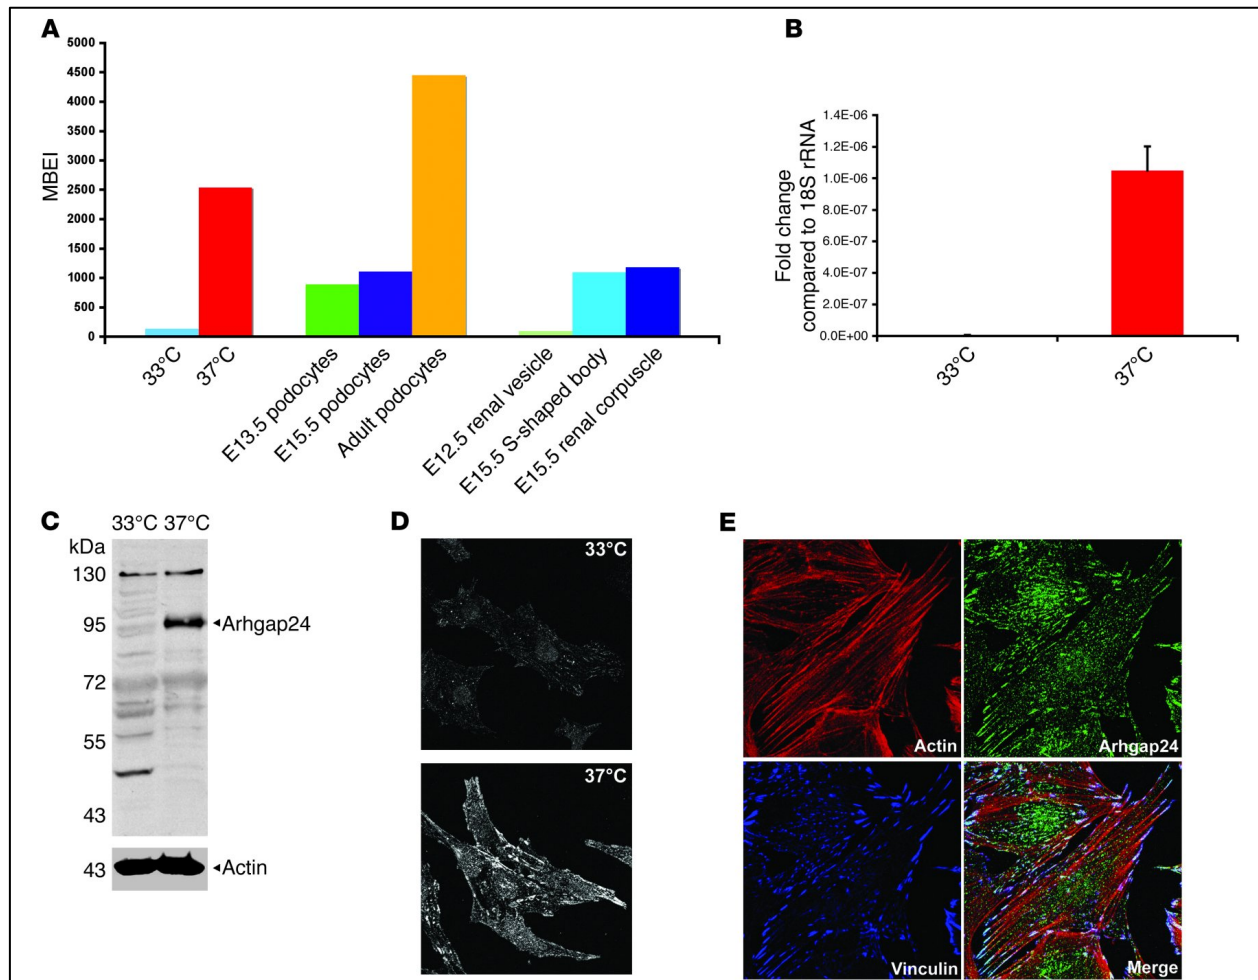 A
5000
4500
4000
3500
3000
2500
2000
1500
1000
500
0
MBEI
33°C
37°C
E13.5 podocytes
E15.5 podocytes
Adult podocytes
E12.5 renal vesicle
E15.5 S-shaped body
E15.5 renal corpuscle
B
Fold change
compared to 18S rRNA
1.4E-06
1.2E-06
1.0E-06
8.0E-07
6.0E-07
4.0E-07
2.0E-07
0.0E+00
33°C
37°C
C
33°C 37°C
kDa
130
95
Arhgap24
72
55
43
43
Actin
D
33°C
37°C
E
Actin
Arhgap24
Vinculin
Merge